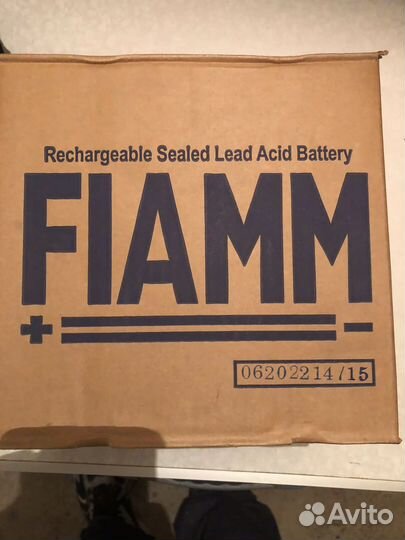 Rechargeable Sealed Lead Acid Battery
FIAMM
+ -
06202214/15
Avito